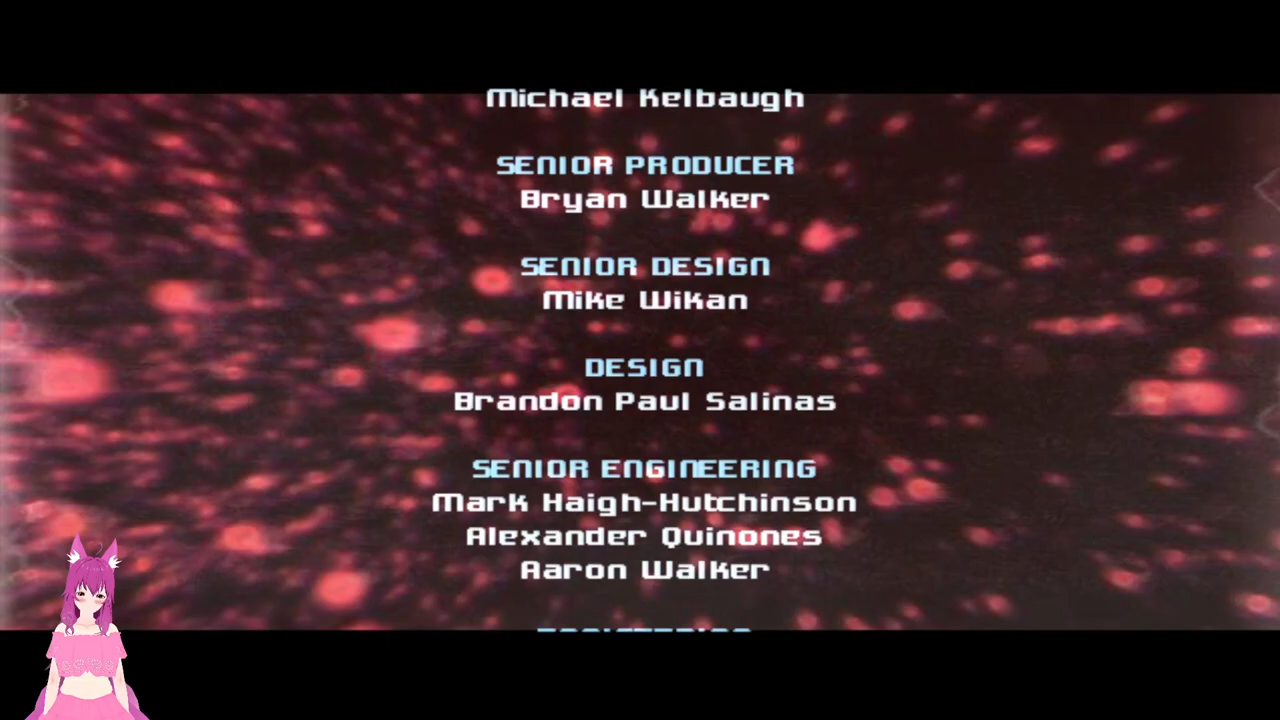 Michael Kelbaugh
SENIOR PRODUCER
Bryan Walker
SENIOR DESIGN
Mike Wikan
DESIGN
Brandon Paul Salinas
SENIOR ENGINEERING
Mark Haigh-Hutchinson
Alexander Quinones
Aaron Walker